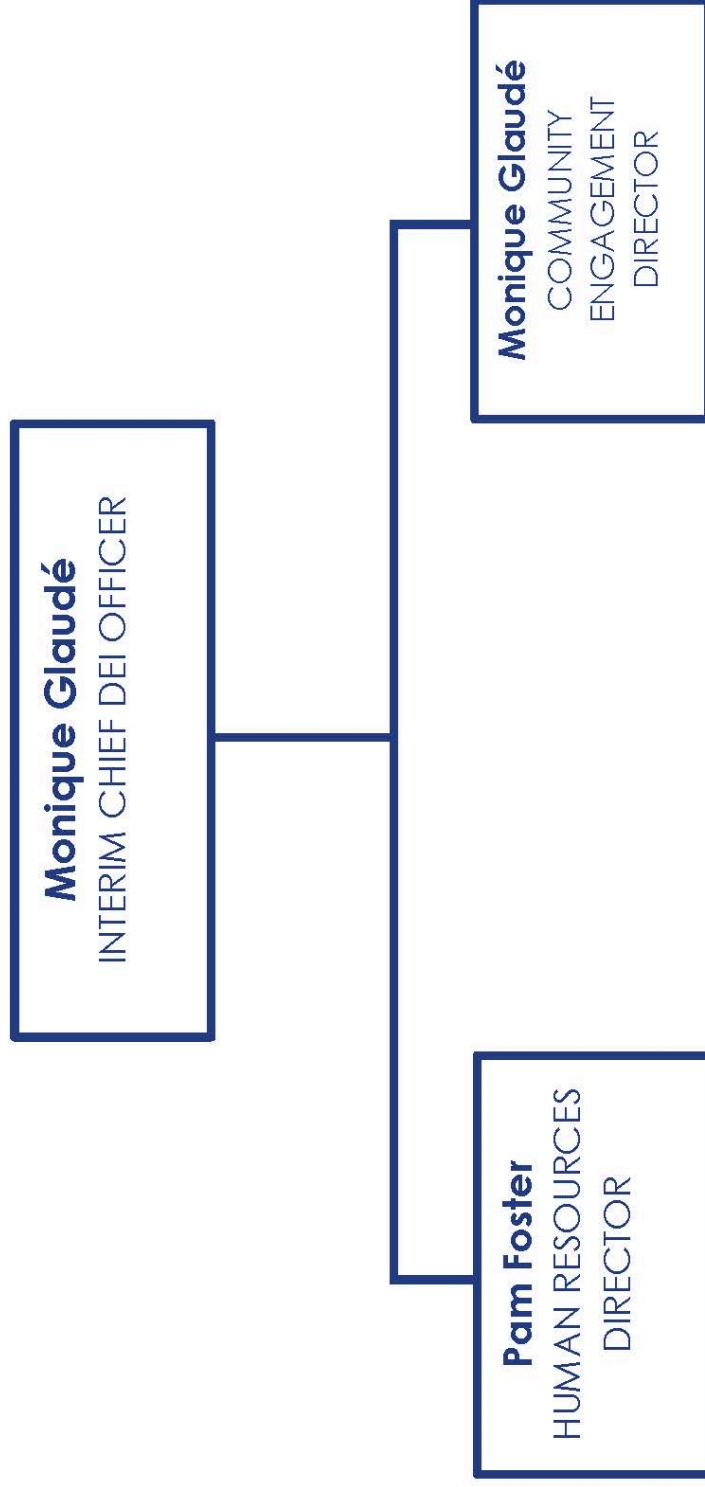 Monique Glaudé
INTERIM CHIEF DEI OFFICER
Pam Foster
HUMAN RESOURCES
DIRECTOR
Monique Glaudé
COMMUNITY
ENGAGEMENT
DIRECTOR